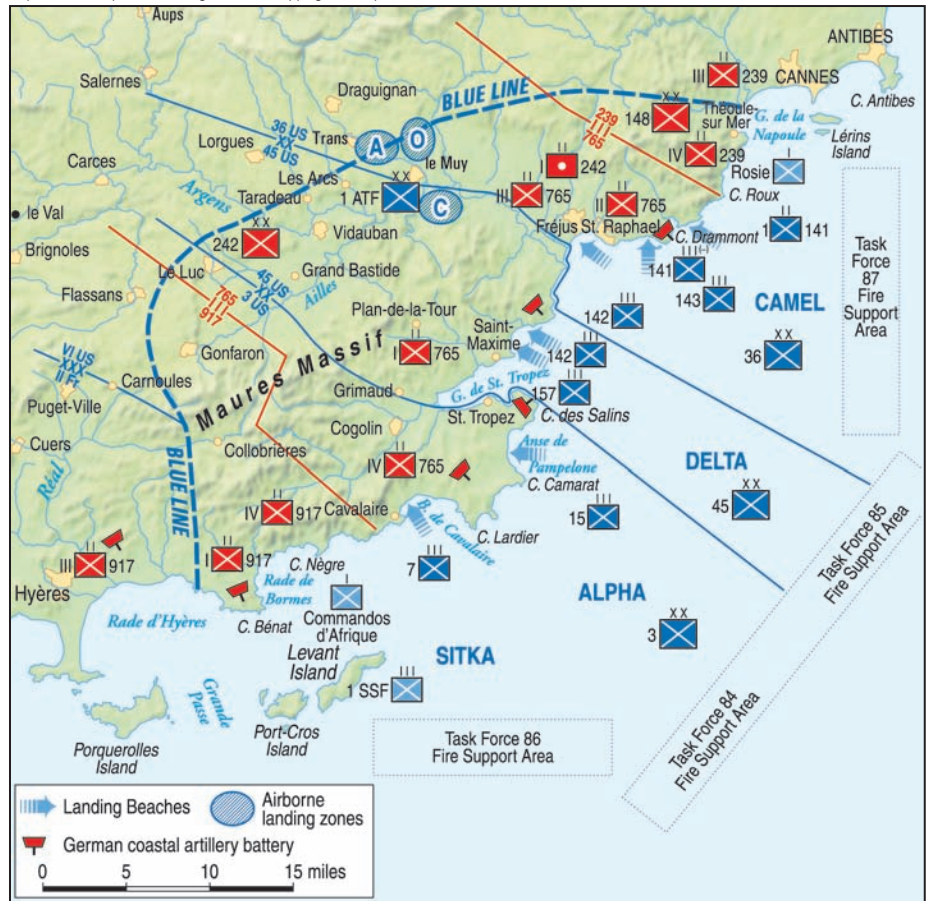 Aups
ANTIBES
Salernes
III 239
CANNES
Draguignan
BLUE LINE
C. Antibes
XX
148
Théoule-
sur Mer
G. de la
Napoule
Lérins
Island
36 US
XX
45 US
Trans
A
O
239
III
765
Lorgues
le Muy
II
I 242
IV 239
Rosie
I
Carces
Les Arcs
XX
1 ATF
C
III 765
II 765
C. Roux
Argens
Taradeau
le Val
Fréjus
St. Raphael
C. Drammont
II
1 141
XX
242
Vidauban
Brignoles
Le Luc
45 US
XX
3 US
Grand Bastide
Ailles
III
141
III
143
CAMEL
Task
Force
87
Fire
Support
Area
Flassans
765
III
917
Plan-de-la-Tour
III
142
Saint-
Maxime
I 765
XX
36
Gonfaron
Maures Massif
III
142
VI US
XXX
II Fr.
Carnoules
Grimaud
G. de St. Tropez
III
157
Puget-Ville
St. Tropez
C. des Salins
Cogolin
Cuers
Collobrières
Anse de
Pampelone
DELTA
Réal
BLUE LINE
IV 765
C. Camarat
XX
45
IV 917
Cavalaire
III
15
B. de Cavalaire
C. Lardier
Task Force 85
Fire Support Area
III 917
I 917
C. Nègre
III
7
Hyères
Rade de
Bormes
I
ALPHA
Rade d'Hyères
C. Bénat
Commandos
d'Afrique
XX
3
Levant
Island
SITKA
III
1 SSF
Grande
Passe
Task Force 84
Fire Support Area
Porquerolles
Island
Port-Cros
Island
Task Force 86
Fire Support Area
Landing Beaches
Airborne
landing zones
German coastal artillery battery
0 5 10 15 miles